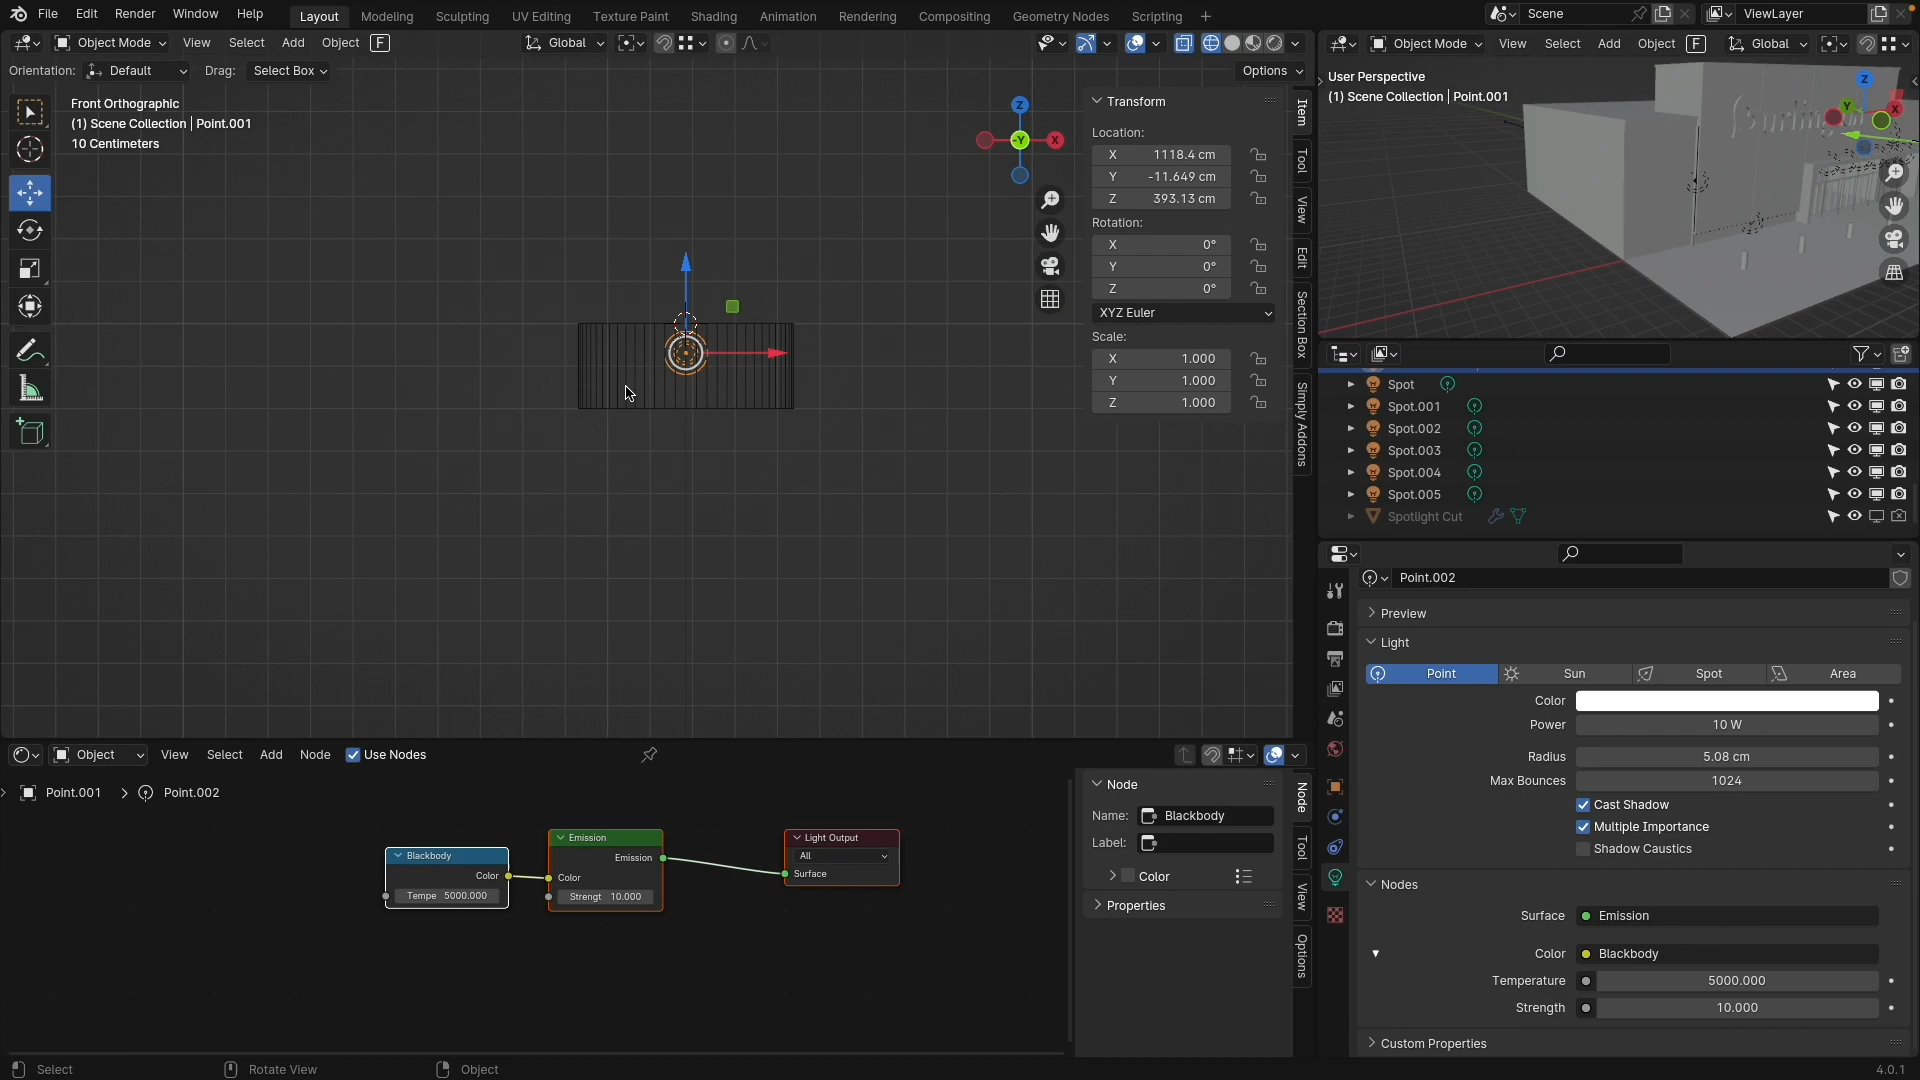 File Edit Render Window Help Layout Modeling Sculpting UV Editing Texture Paint Shading Animation Rendering Compositing Geometry Nodes Scripting + Scene ViewLayer
Object Mode View Select Add Object F Global
Orientation: Default Drag: Select Box Options
Front Orthographic
(1) Scene Collection | Point.001
10 Centimeters
Z
-Y
X
Transform
Location:
X 1118.4 cm
Y -11.649 cm
Z 393.13 cm
Rotation:
X 0°
Y 0°
Z 0°
XYZ Euler
Scale:
X 1.000
Y 1.000
Z 1.000
Item
Tool
View
Edit
Section Box
Simply Addons
Object Mode View Select Add Object F Global
User Perspective
(1) Scene Collection | Point.001
Z
Y
X
Spot
Spot.001
Spot.002
Spot.003
Spot.004
Spot.005
Spotlight Cut
Point.002
Preview
Light
Point Sun Spot Area
Color
Power 10 W
Radius 5.08 cm
Max Bounces 1024
Cast Shadow
Multiple Importance
Shadow Caustics
Nodes
Surface Emission
Color Blackbody
Temperature 5000.000
Strength 10.000
Custom Properties
Object View Select Add Node Use Nodes
Point.001 > Point.002
Blackbody
Color
Tempe 5000.000
Emission
Emission
Color
Strengt 10.000
Light Output
All
Surface
Node
Name: Blackbody
Label:
Color
Properties
Node
Tool
View
Options
Select Rotate View Object 4.0.1